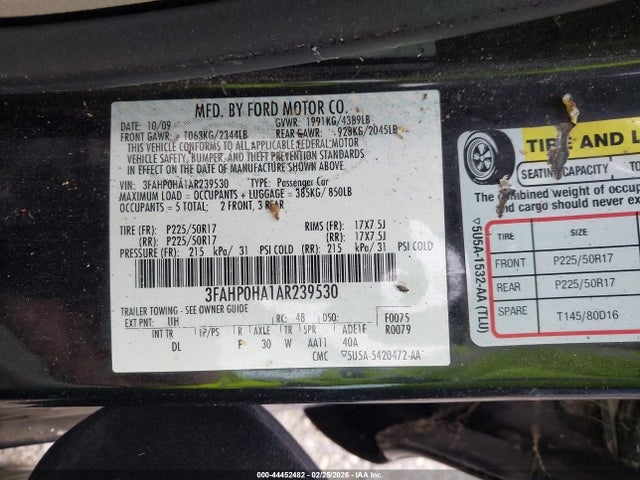 MFD. BY FORD MOTOR CO.
DATE: 10/09 GVWR: 1991KG/4389LB
FRONT GAWR: 1063KG/2344LB REAR GAWR: 928KG/2045LB
THIS VEHICLE CONFORMS TO ALL APPLICABLE FEDERAL MOTOR
VEHICLE SAFETY, BUMPER, AND THEFT PREVENTION STANDARDS
IN EFFECT ON THE DATE OF MANUFACTURE SHOWN ABOVE.
VIN: 3FAHP0HA1AR239530 TYPE: Passenger Car
MAXIMUM LOAD = OCCUPANTS + LUGGAGE = 385KG/ 850LB
OCCUPANTS = 5 TOTAL: 2 FRONT, 3 REAR
TIRE (FR): P225/50R17 RIMS (FR): 17X7.5J
(RR): P225/50R17 (RR): 17X7.5J
PRESSURE (FR): 215 kPa/ 31 PSI COLD (RR): 215 kPa/ 31 PSI COLD
3FAHP0HA1AR239530
TRAILER TOWING - SEE OWNER GUIDE
EXT PNT: UH RC: 48 DSO: F0075
INT TR TP/PS R AXLE TR SPR ADE1F R0079
DL F 30 W AA11 40A
CMC ▽5U5A-5420472-AA
▽5U5A-1532-AA (TLU)
TIRE AND L
SEATING CAPACITY TO
The combined weight of occup
and cargo should never ex
TIRE SIZE
FRONT P225/50R17
REAR P225/50R17
SPARE T145/80D16
000-44452482 - 02/25/2026 - COPYRIGHT IAA, LLC.